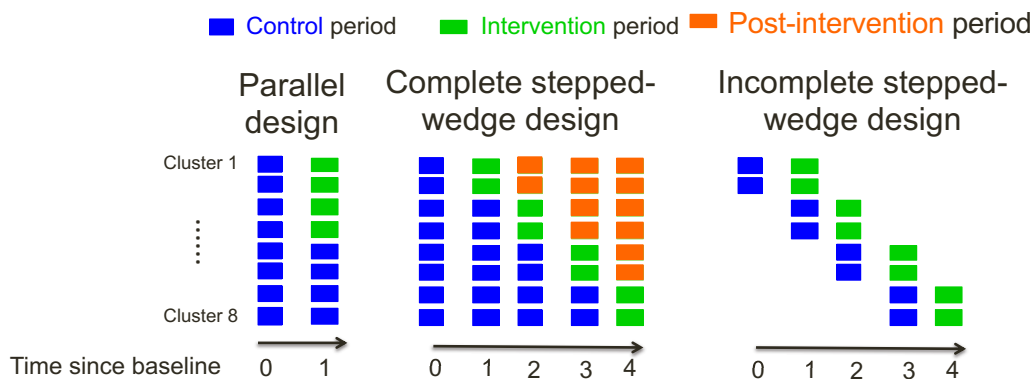 Control period Intervention period Post-intervention period
Parallel
design
Complete stepped-
wedge design
Incomplete stepped-
wedge design
Cluster 1
Cluster 8
Time since baseline
0 1
0 1 2 3 4
0 1 2 3 4